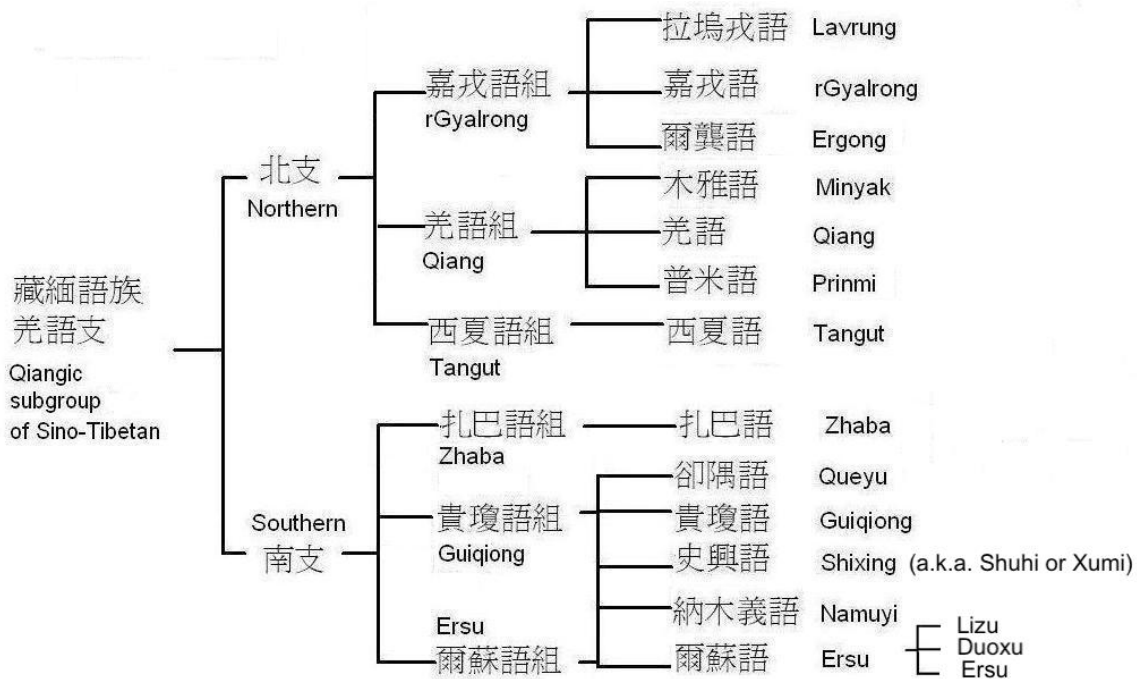 藏緬語族
羌語支
Qiangic
subgroup
of Sino-Tibetan
北支
Northern
嘉戎語組
rGyalrong
拉塢戎語 Lavrung
嘉戎語 rGyalrong
爾龔語 Ergong
羌語組
Qiang
木雅語 Minyak
羌語 Qiang
普米語 Prinmi
西夏語組
Tangut
西夏語 Tangut
Southern
南支
扎巴語組
Zhaba
扎巴語 Zhaba
貴瓊語組
Guiqiong
卻隅語 Queyu
貴瓊語 Guiqiong
史興語 Shixing (a.k.a. Shuhi or Xumi)
Ersu
爾蘇語組
納木義語 Namuyi
爾蘇語 Ersu
Lizu
Duoxu
Ersu